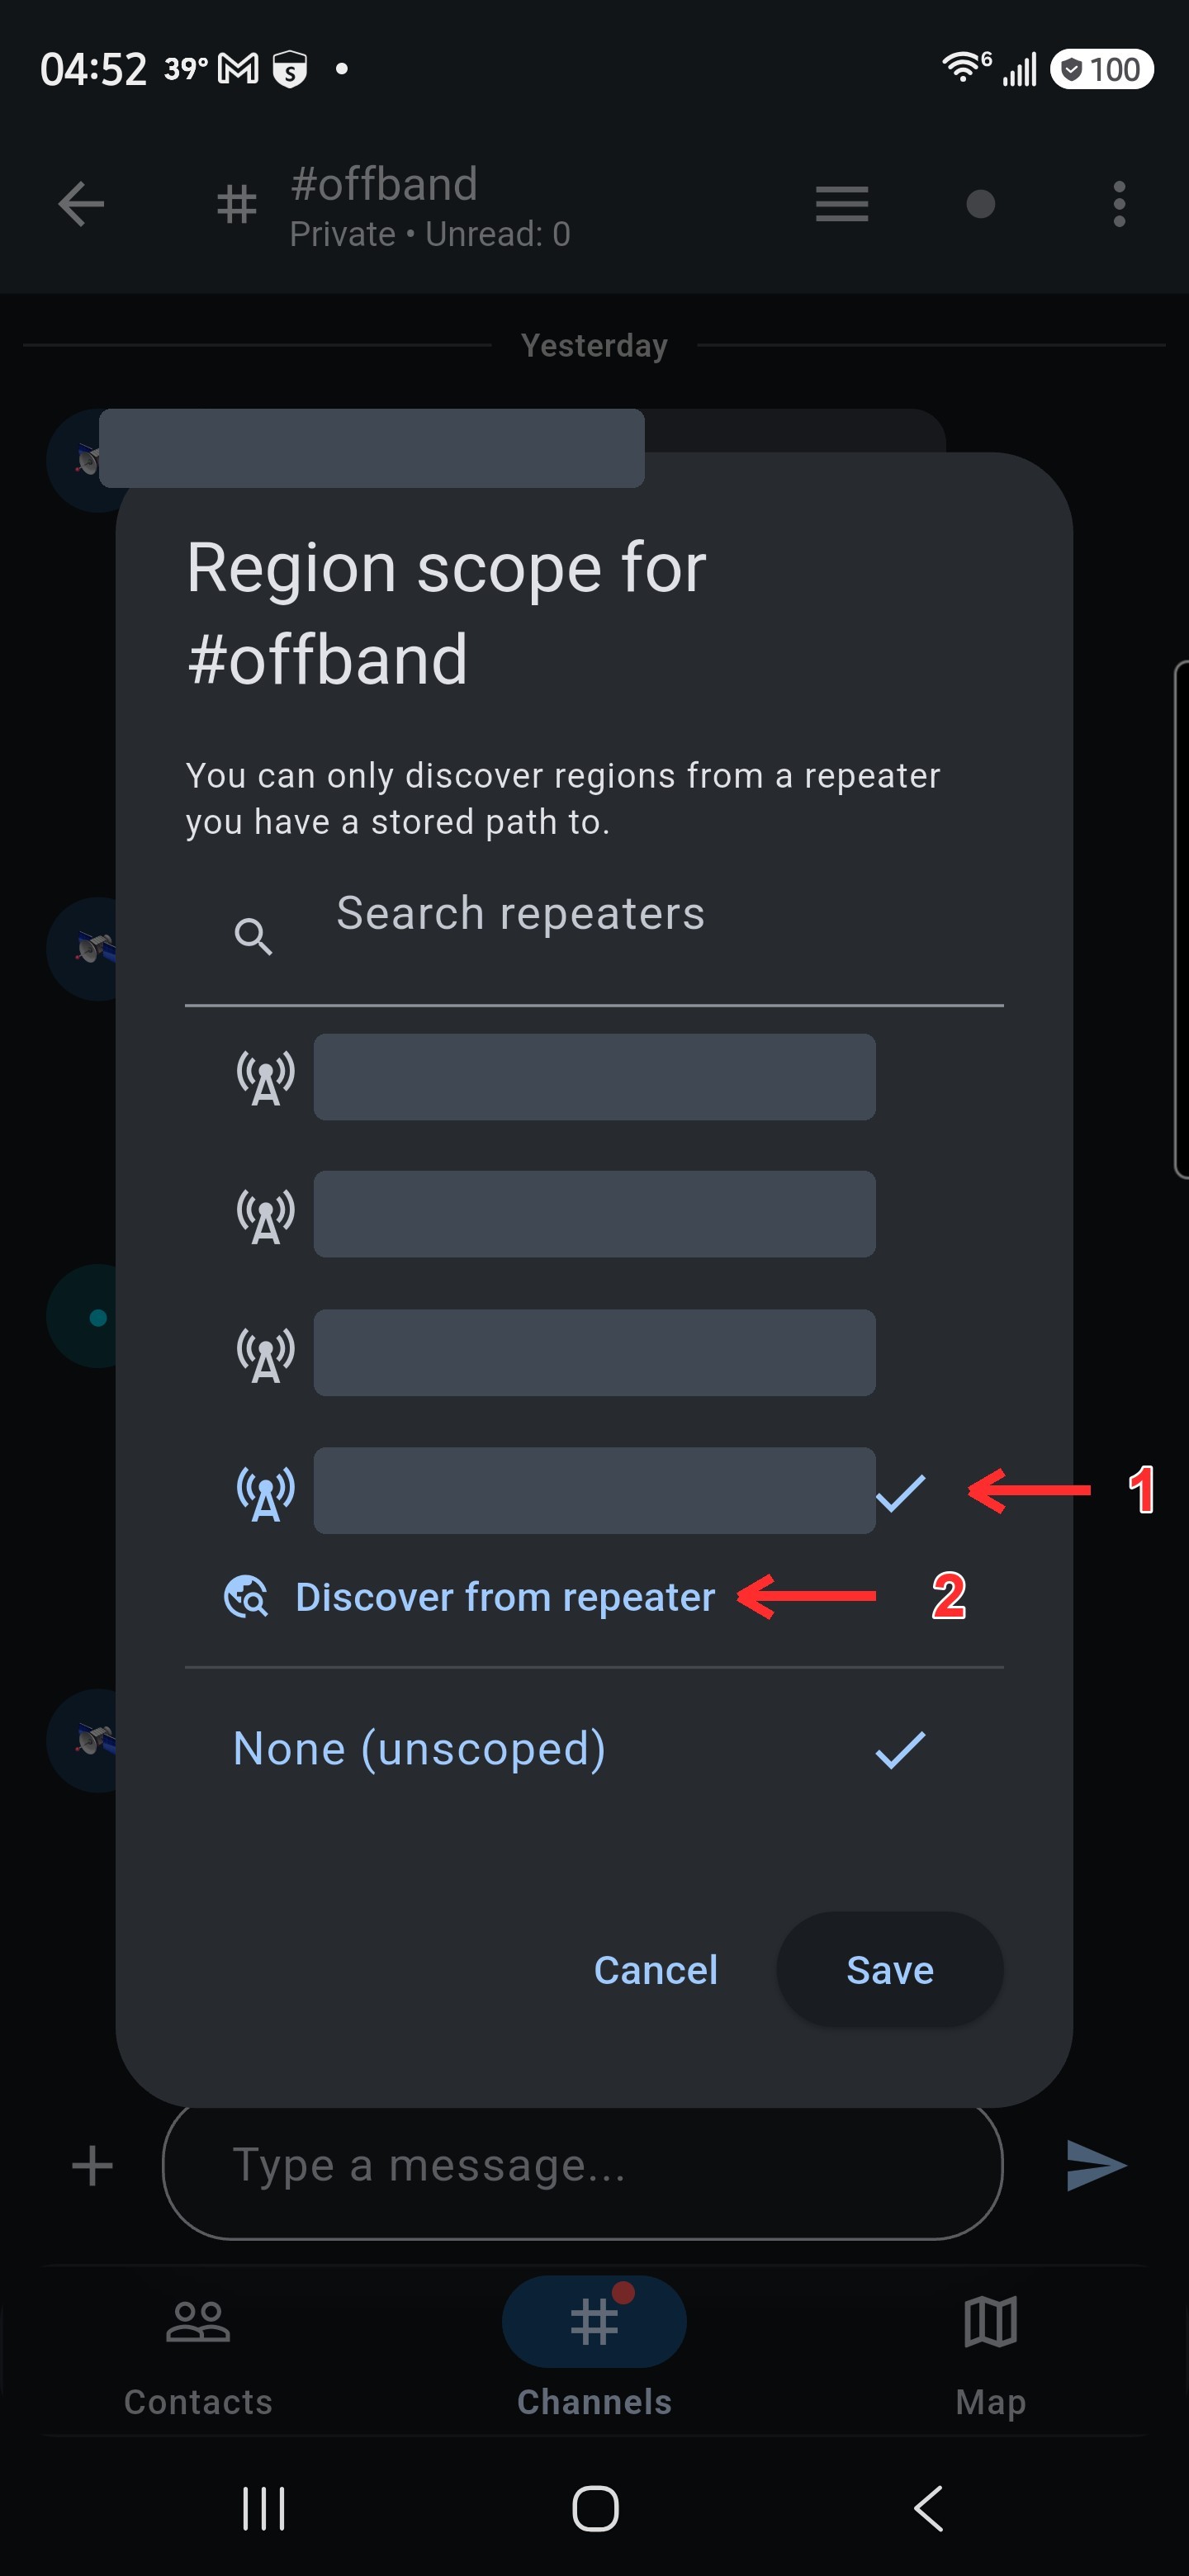 04:52 39° S 6 100
#offband
Private • Unread: 0
Yesterday
Region scope for
#offband
You can only discover regions from a repeater
you have a stored path to.
Search repeaters
1
Discover from repeater 2
None (unscoped)
Cancel Save
Type a message...
Contacts Channels Map